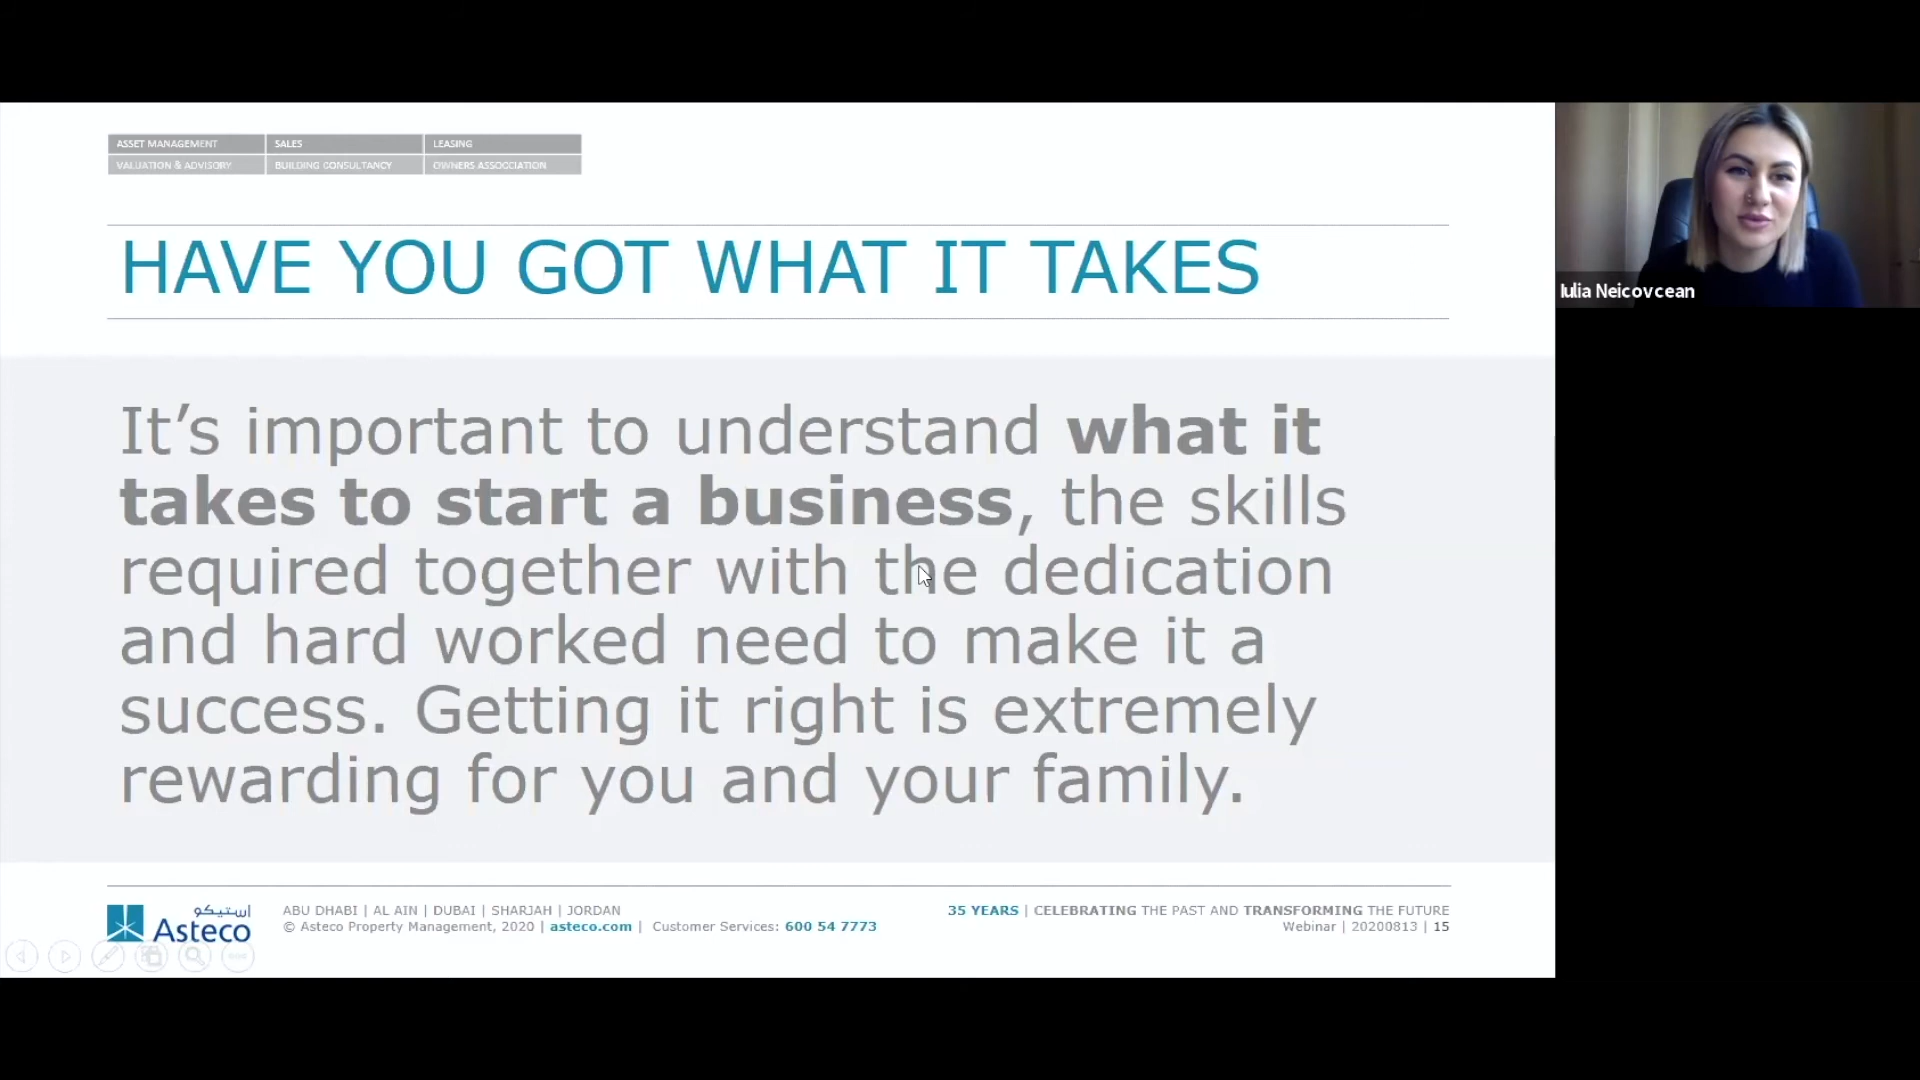 ASSET MANAGEMENT SALES LEASING
VALUATION & ADVISORY BUILDING CONSULTANCY OWNERS ASSOCCIATION
HAVE YOU GOT WHAT IT TAKES
It’s important to understand what it
takes to start a business, the skills
required together with the dedication
and hard worked need to make it a
success. Getting it right is extremely
rewarding for you and your family.
استيكو
Asteco
ABU DHABI | AL AIN | DUBAI | SHARJAH | JORDAN
© Asteco Property Management, 2020 | asteco.com | Customer Services: 600 54 7773
35 YEARS | CELEBRATING THE PAST AND TRANSFORMING THE FUTURE
Webinar | 20200813 | 15
Iulia Neicovcean